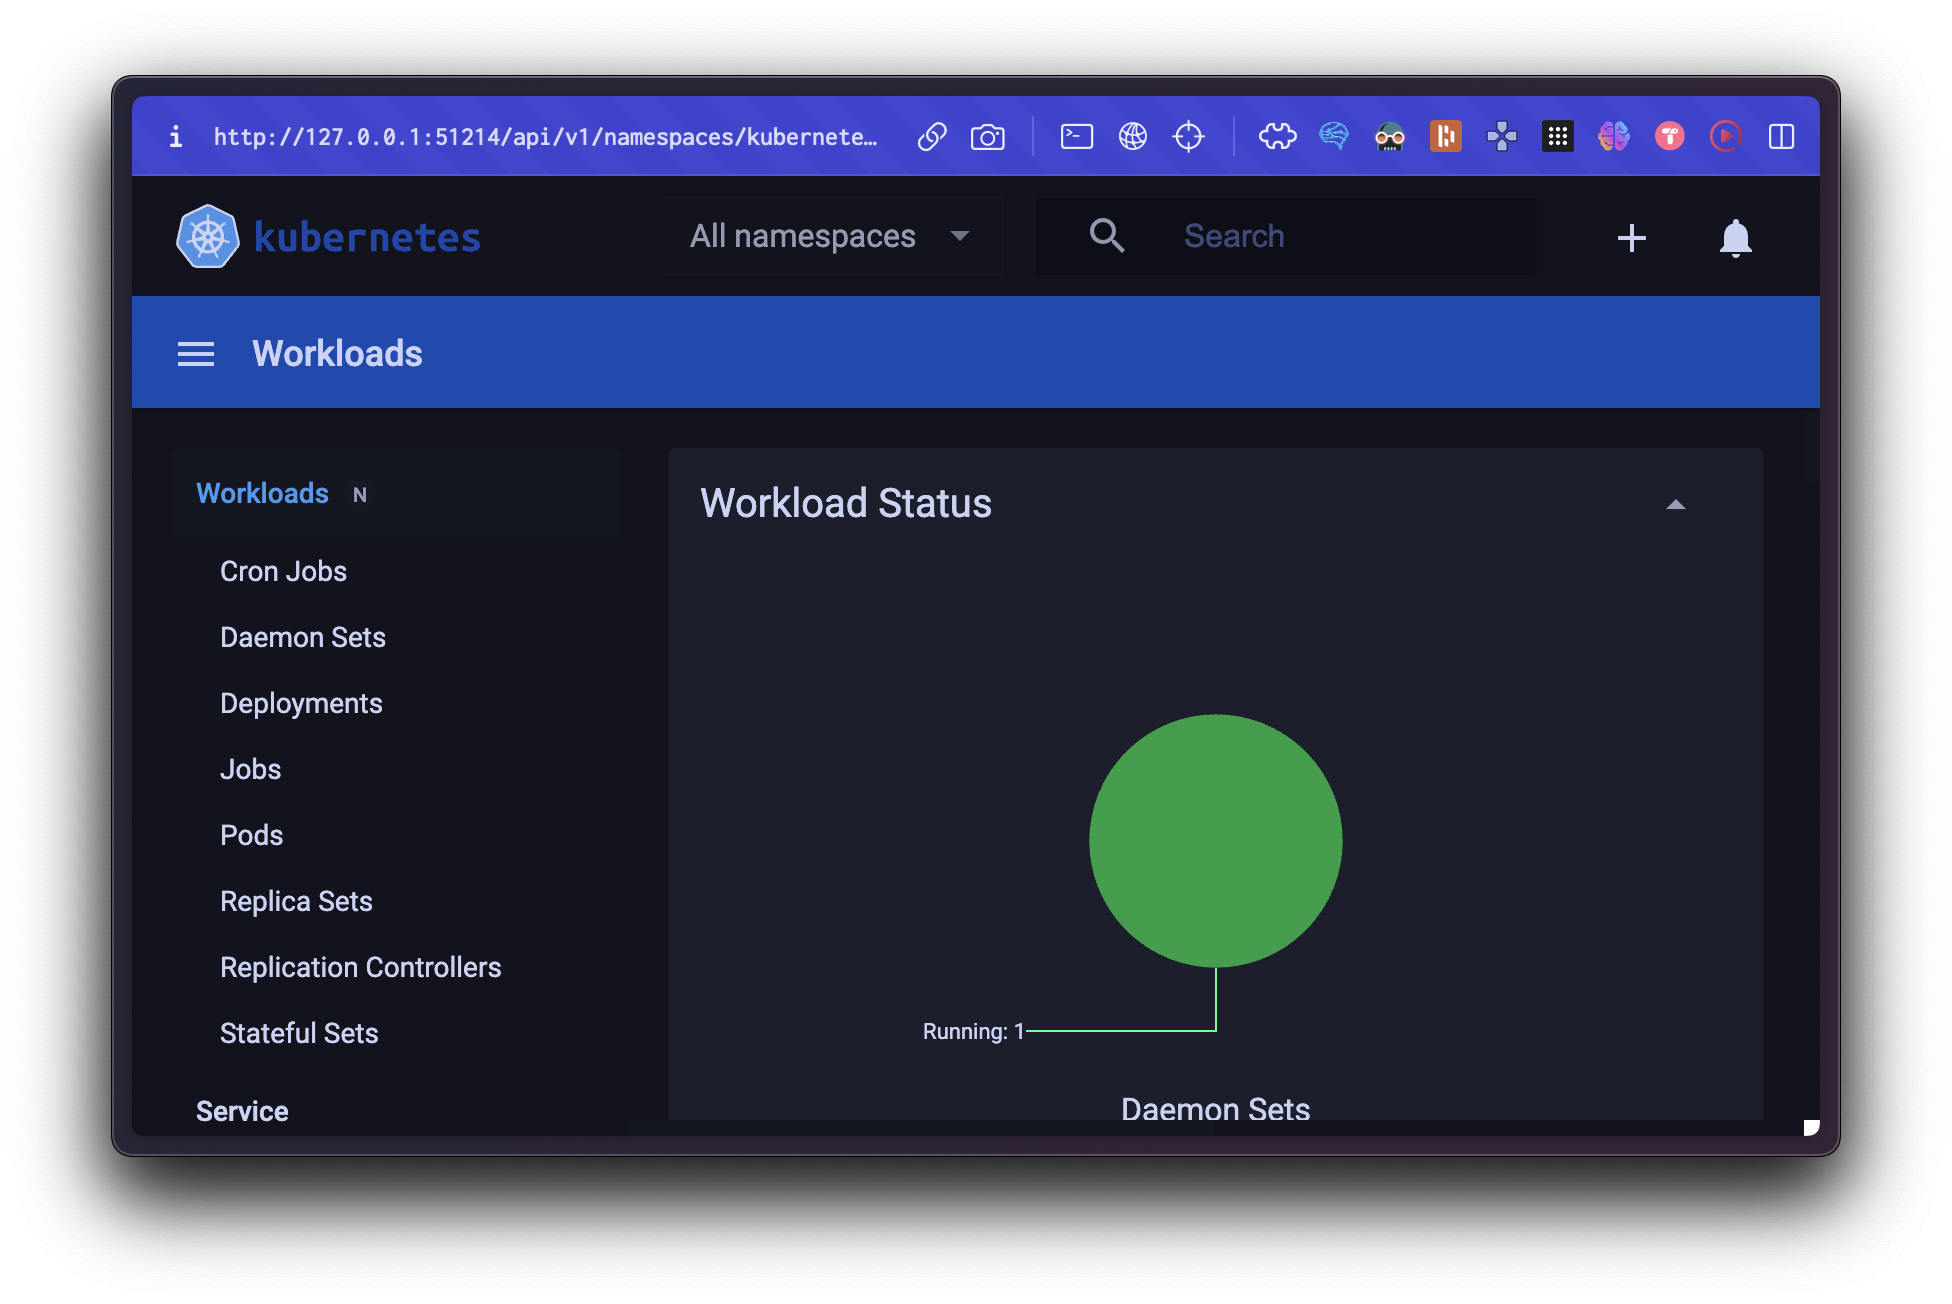 http://127.0.0.1:51214/api/v1/namespaces/kubernete…
kubernetes
All namespaces
Search
Workloads
Workloads N
Cron Jobs
Daemon Sets
Deployments
Jobs
Pods
Replica Sets
Replication Controllers
Stateful Sets
Service
Workload Status
Running: 1
Daemon Sets